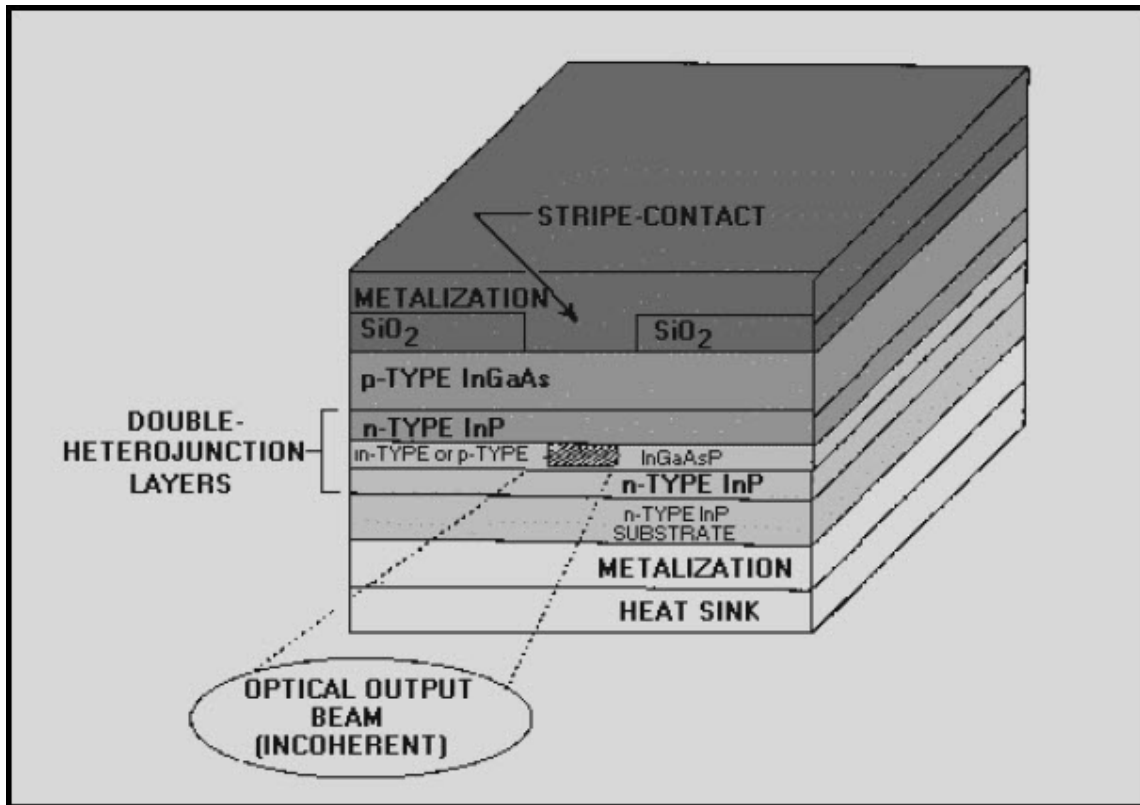 STRIPE-CONTACT
METALIZATION
SiO2
SiO2
p-TYPE InGaAs
DOUBLE-
HETEROJUNCTION
LAYERS
n-TYPE InP
in-TYPE or p-TYPE
InGaAsP
n-TYPE InP
n-TYPE InP
SUBSTRATE
METALIZATION
HEAT SINK
OPTICAL OUTPUT
BEAM
(INCOHERENT)